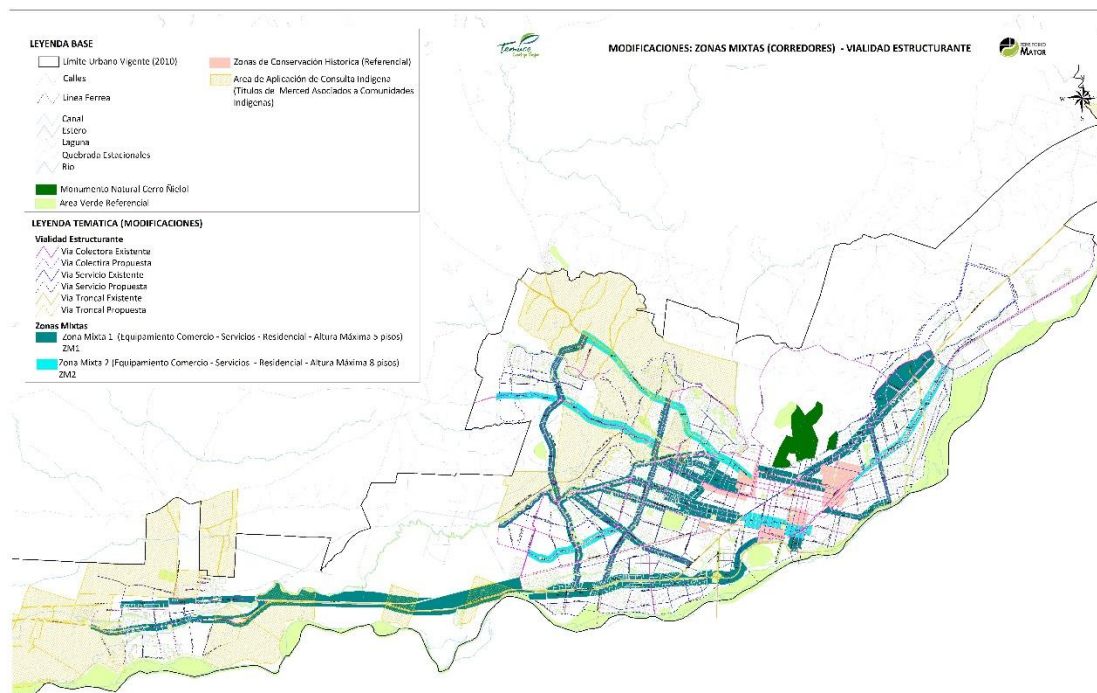 LEYENDA BASE
Límite Urbano Vigente (2010)
Calles
Línea Ferrea
Canal
Estero
Laguna
Quebrada Estacionales
Rio
Monumento Natural Cerro Ñielol
Area Verde Referencial
Zonas de Conservación Historica (Referencial)
Area de Aplicación de Consulta Indigena
(Titulos de Merced Asociados a Comunidades
Indigenas)
Temuco
MODIFICACIONES: ZONAS MIXTAS (CORREDORES) - VIALIDAD ESTRUCTURANTE
MAYOR
LEYENDA TEMATICA (MODIFICACIONES)
Vialidad Estructurante
Via Colectora Existente
Via Colectira Propuesta
Via Servicio Existente
Via Servicio Propuesta
Via Troncal Existente
Via Troncal Propuesta
Zonas Mixtas
Zona Mixta 1 (Equipamiento Comercio - Servicios - Residencial - Altura Máxima 5 pisos)
ZM1
Zona Mixta 2 (Equipamiento Comercio - Servicios - Residencial - Altura Máxima 8 pisos)
ZM2